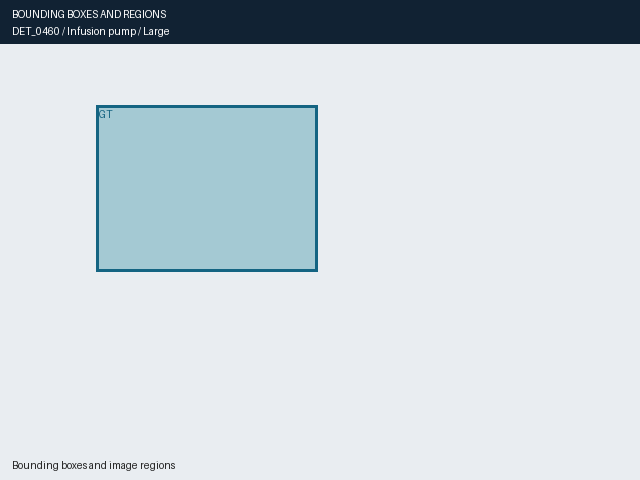 BOUNDING BOXES AND REGIONS
DET_0460 / Infusion pump / Large
GT
Bounding boxes and image regions